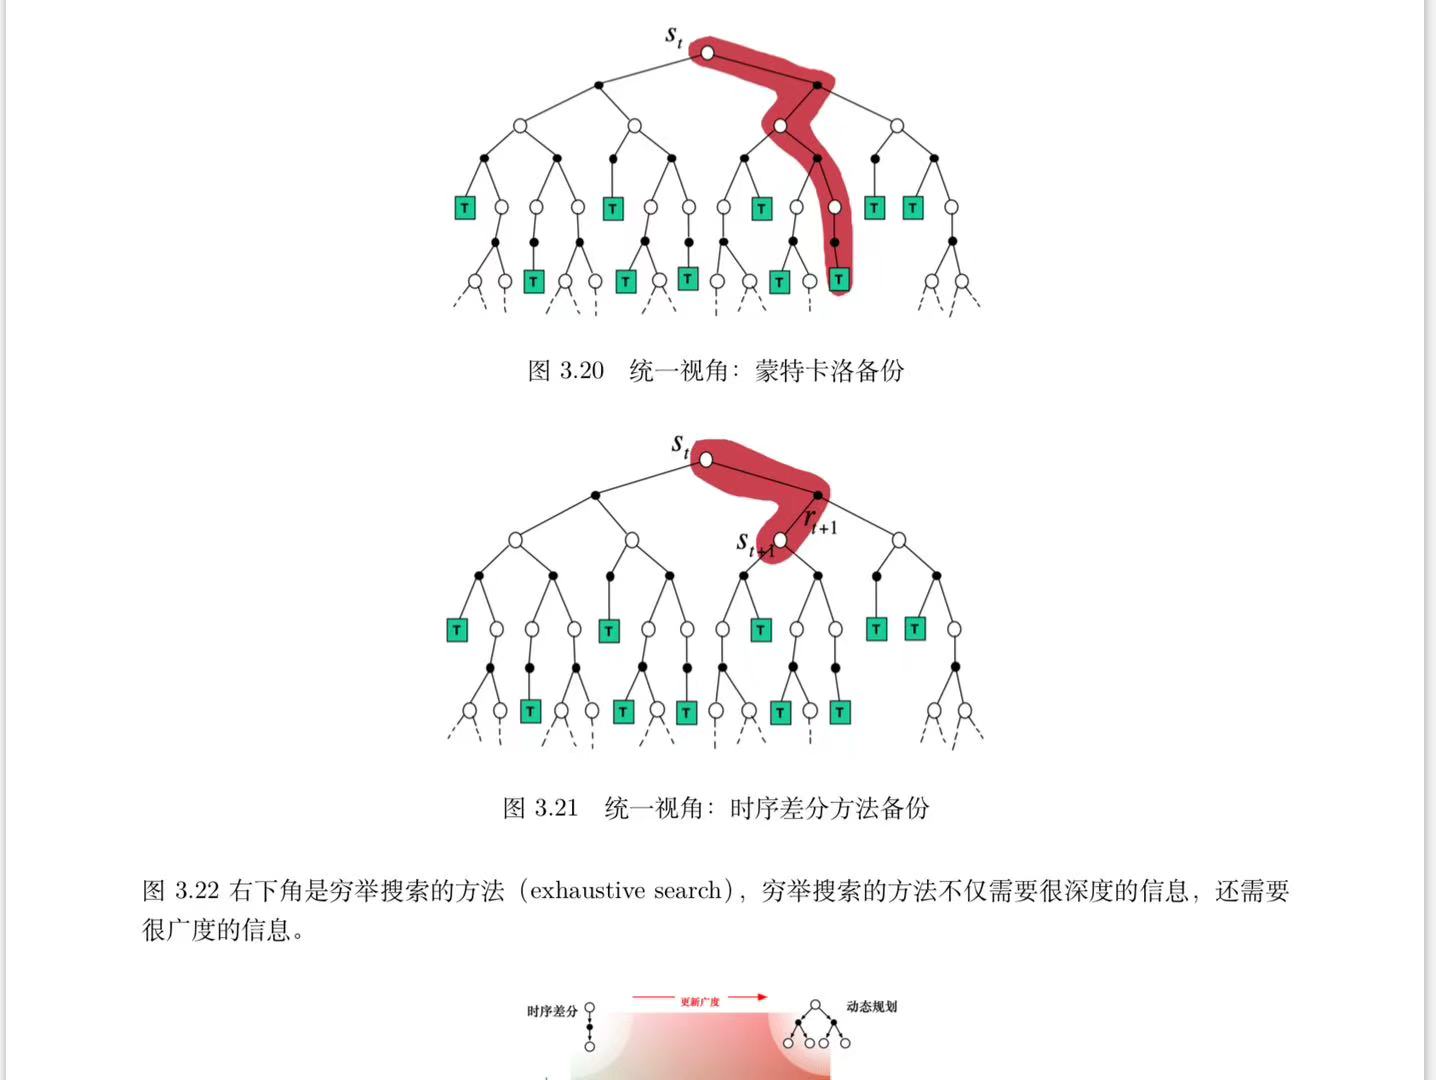 s_t
T T T T T
T T T T T
图 3.20 统一视角：蒙特卡洛备份
s_t
r_{t+1}
s_{t+1}
T T T T T
T T T T T
图 3.21 统一视角：时序差分方法备份
图 3.22 右下角是穷举搜索的方法（exhaustive search），穷举搜索的方法不仅需要很深度的信息，还需要
很广度的信息。
时序差分 更新广度 动态规划